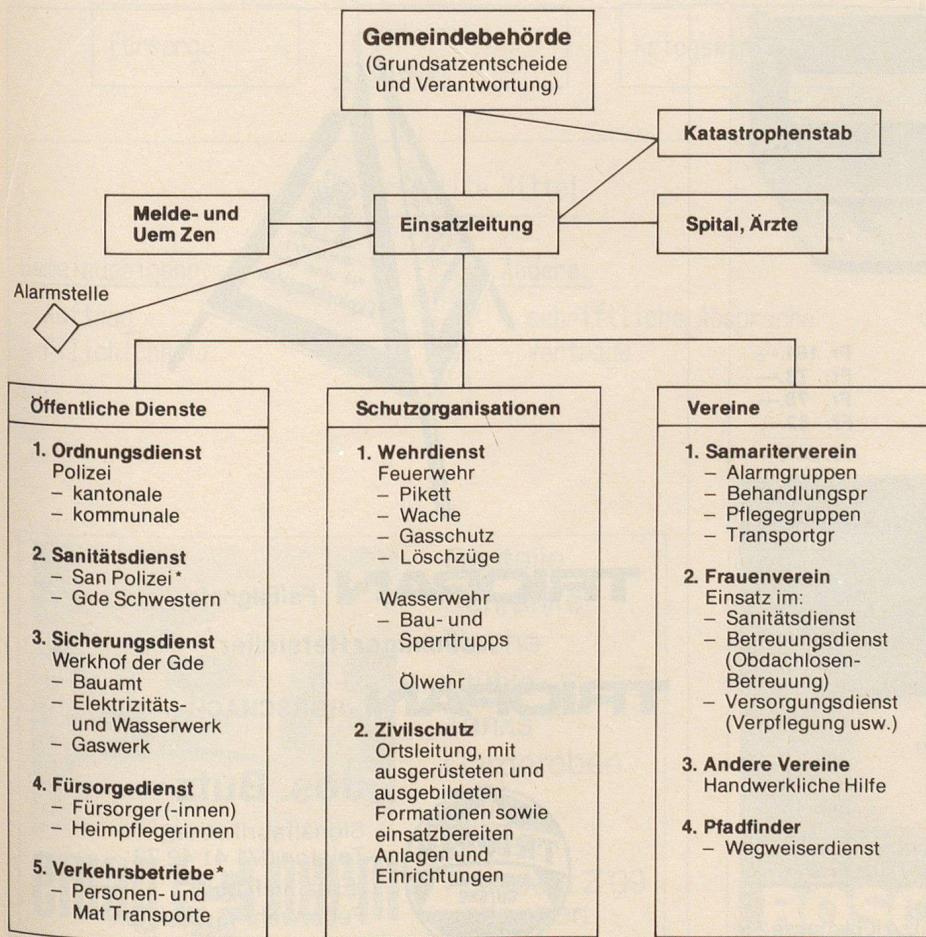 Gemeindebehörde
(Grundsatzentscheide
und Verantwortung)
Katastrophenstab
Melde- und
Uem Zen
Einsatzleitung
Spital, Ärzte
Alarmstelle
Öffentliche Dienste
1. Ordnungsdienst
Polizei
– kantonale
– kommunale
2. Sanitätsdienst
– San Polizei*
– Gde Schwestern
3. Sicherungsdienst
Werkhof der Gde
– Bauamt
– Elektrizitäts-
und Wasserwerk
– Gaswerk
4. Fürsorgedienst
– Fürsorger(-innen)
– Heimpflegerinnen
5. Verkehrsbetriebe*
– Personen- und
Mat Transporte
Schutzorganisationen
1. Wehrdienst
Feuerwehr
– Pikett
– Wache
– Gasschutz
– Löschzüge
Wasserwehr
– Bau- und
Sperrtrupps
Ölwehr
2. Zivilschutz
Ortsleitung, mit
ausgerüsteten und
ausgebildeten
Formationen sowie
einsatzbereiten
Anlagen und
Einrichtungen
Vereine
1. Samariterverein
– Alarmgruppen
– Behandlungspr
– Pflegegruppen
– Transportgr
2. Frauenverein
Einsatz im:
– Sanitätsdienst
– Betreuungsdienst
(Obdachlosen-
Betreuung)
– Versorgungsdienst
(Verpflegung usw.)
3. Andere Vereine
Handwerkliche Hilfe
4. Pfadfinder
– Wegweiserdienst